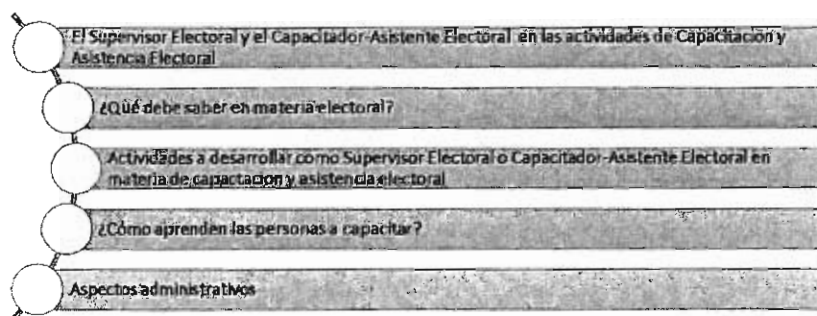 El Supervisor Electoral y el Capacitador-Asistente Electoral en las actividades de Capacitación y
Asistencia Electoral
¿Qué debe saber en materia electoral?
Actividades a desarrollar como Supervisor Electoral o Capacitador-Asistente Electoral en
materia de capactacion y asistencia electoral
¿Cómo aprenden las personas a capacitar?
Aspectos administrativos